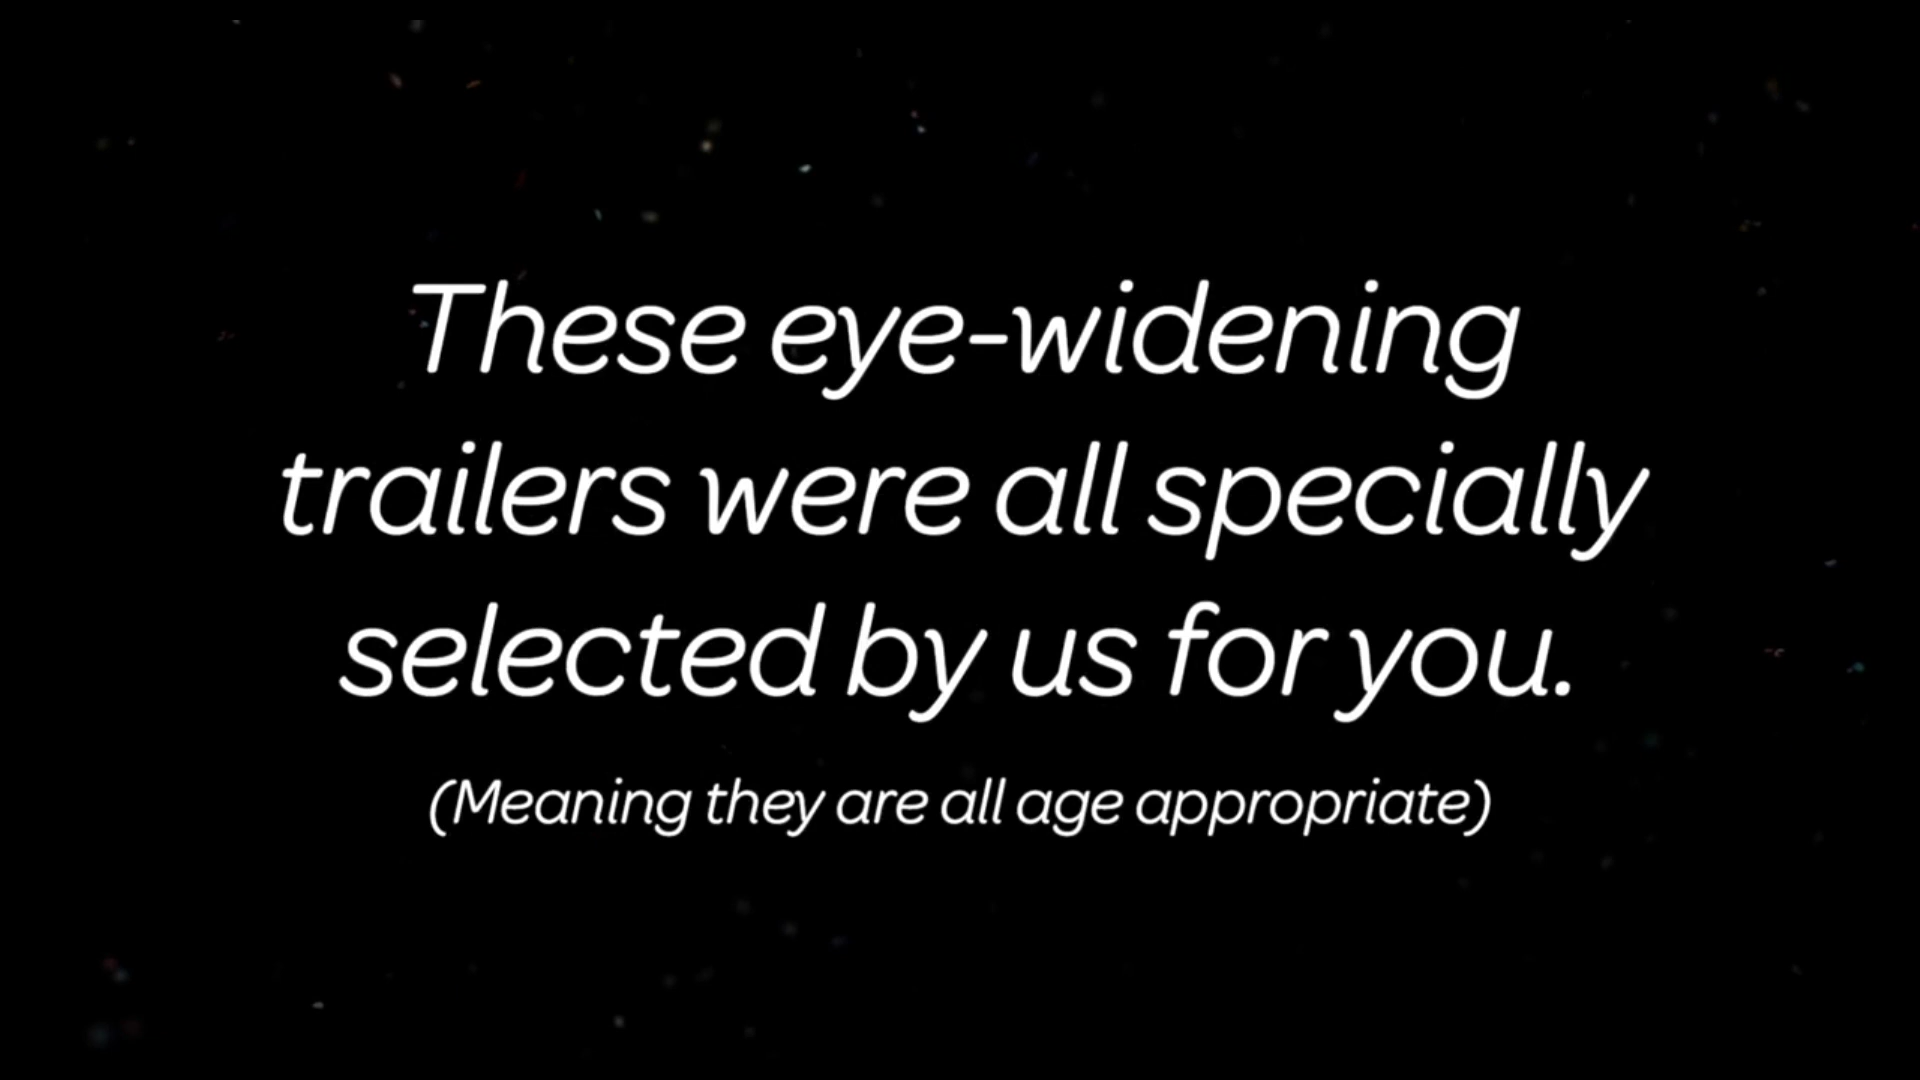 These eye-widening
trailers were all specially
selected by us for you.
(Meaning they are all age appropriate)